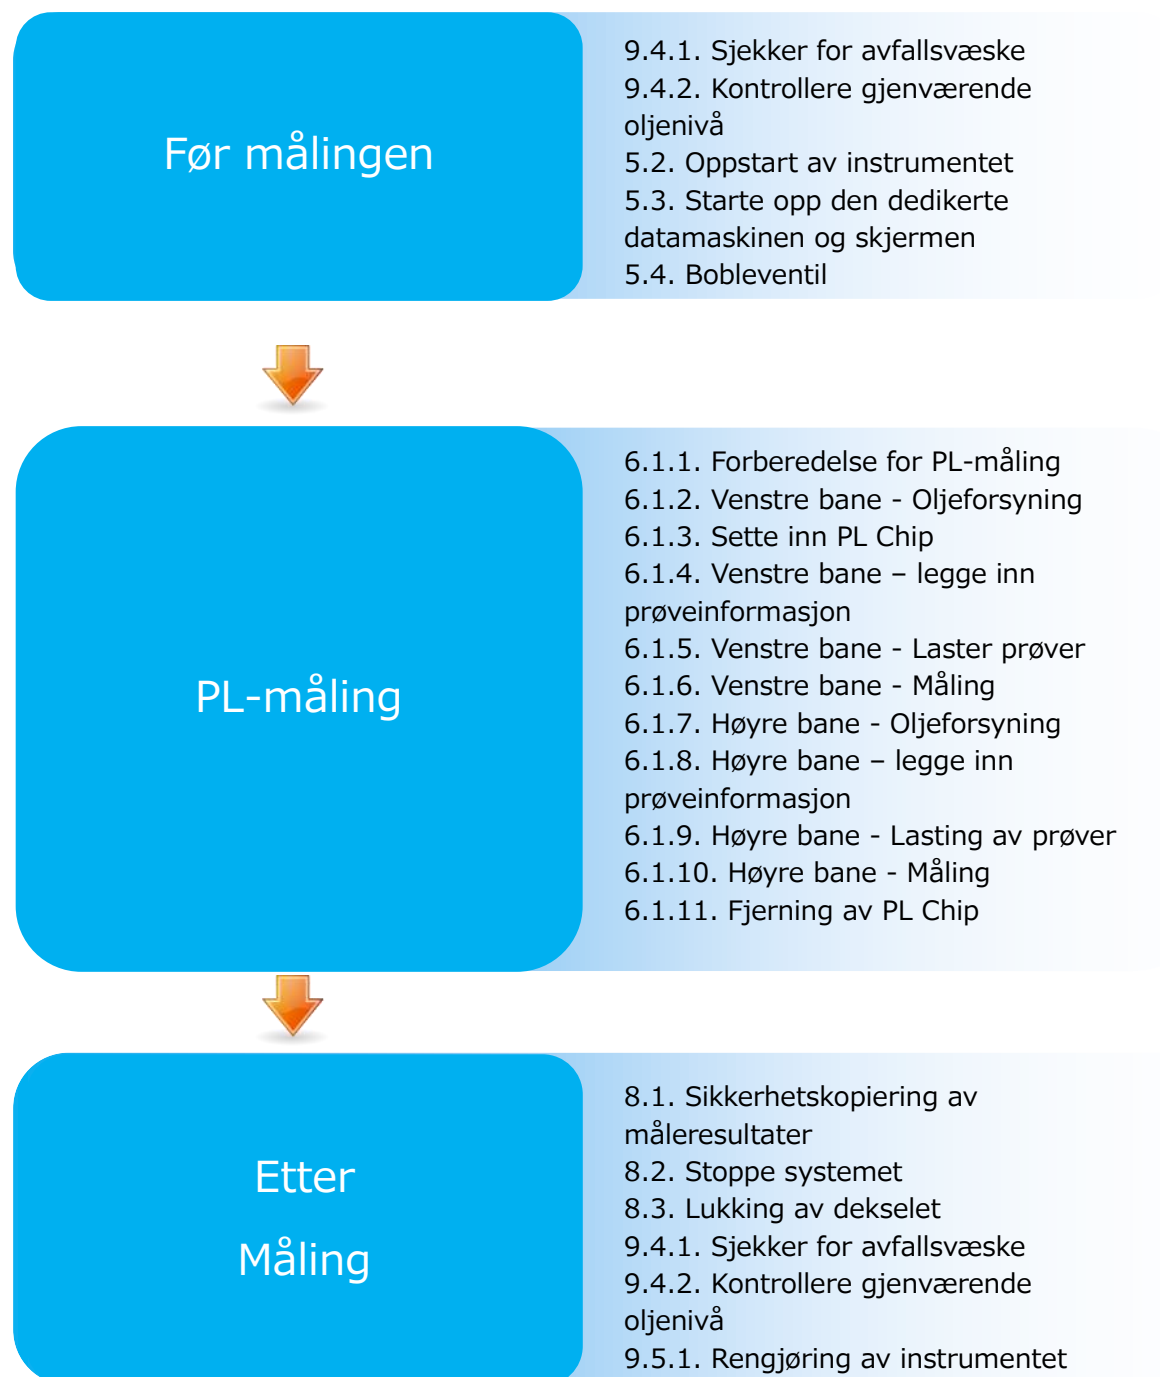 Før målingen
9.4.1. Sjekker for avfallsvæske
9.4.2. Kontrollere gjenværende
oljenivå
5.2. Oppstart av instrumentet
5.3. Starte opp den dedikerte
datamaskinen og skjermen
5.4. Bobleventil
PL-måling
6.1.1. Forberedelse for PL-måling
6.1.2. Venstre bane - Oljeforsyning
6.1.3. Sette inn PL Chip
6.1.4. Venstre bane – legge inn
prøveinformasjon
6.1.5. Venstre bane - Laster prøver
6.1.6. Venstre bane - Måling
6.1.7. Høyre bane - Oljeforsyning
6.1.8. Høyre bane – legge inn
prøveinformasjon
6.1.9. Høyre bane - Lasting av prøver
6.1.10. Høyre bane - Måling
6.1.11. Fjerning av PL Chip
Etter
Måling
8.1. Sikkerhetskopiering av
måleresultater
8.2. Stoppe systemet
8.3. Lukking av dekselet
9.4.1. Sjekker for avfallsvæske
9.4.2. Kontrollere gjenværende
oljenivå
9.5.1. Rengjøring av instrumentet